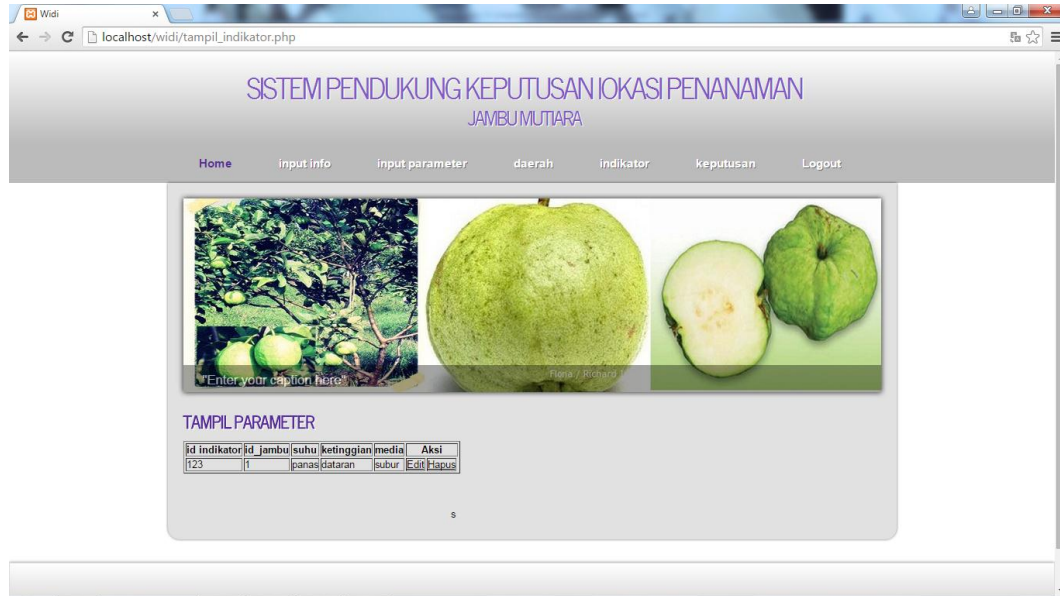 Widi
localhost/widi/tampil_indikator.php
SISTEM PENDUKUNG KEPUTUSAN lOKASI PENANAMAN
JAMBU MUTIARA
Home input info input parameter daerah indikator keputusan Logout
"Enter your caption here"
TAMPIL PARAMETER
id indikator id_jambu suhu ketinggian media Aksi
123 1 panas dataran subur Edit Hapus
s